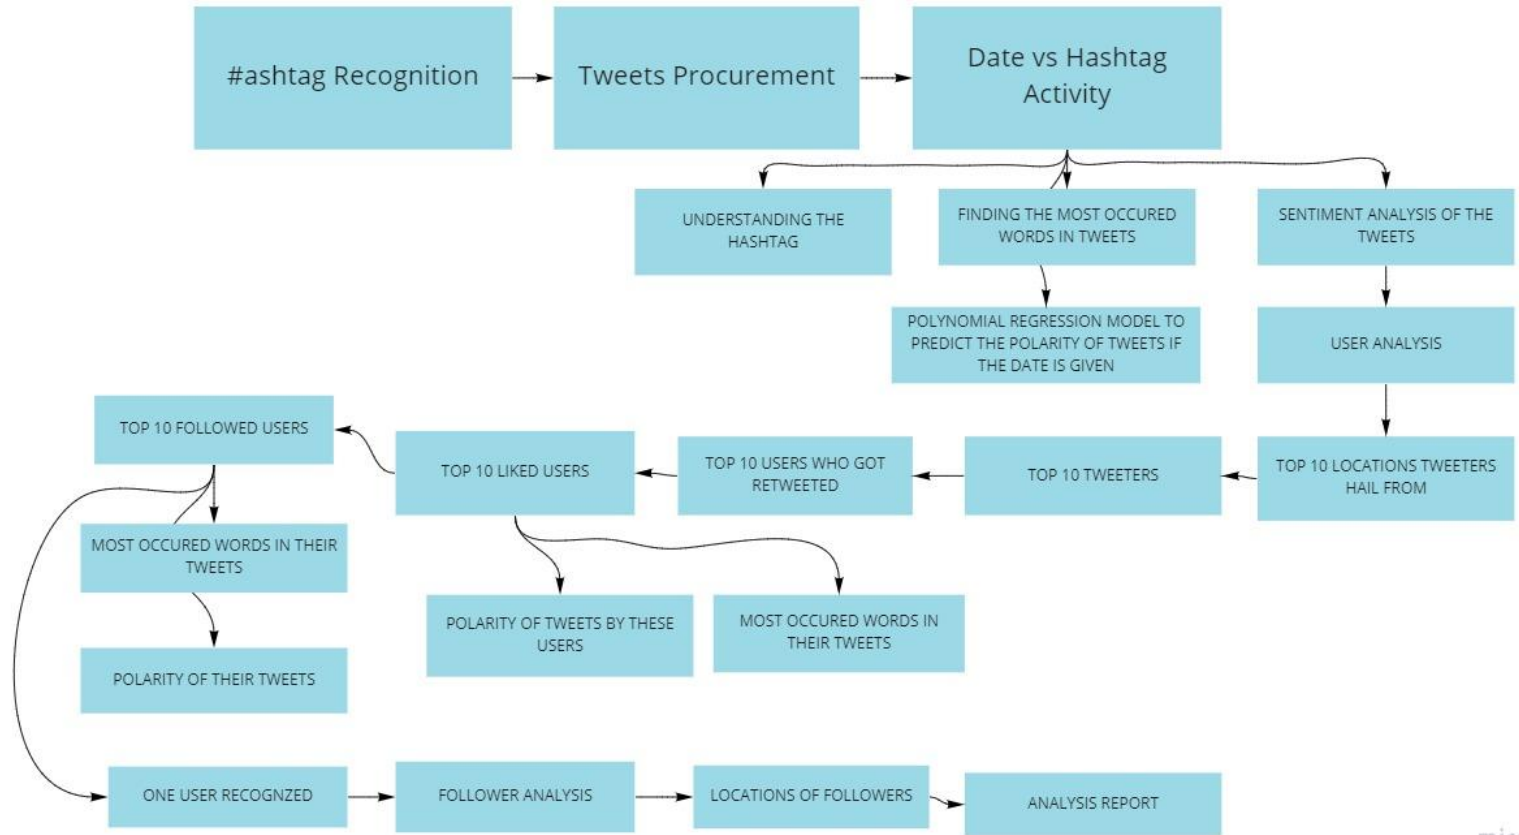 #ashtag Recognition
Tweets Procurement
Date vs Hashtag
Activity
UNDERSTANDING THE
HASHTAG
FINDING THE MOST OCCURED
WORDS IN TWEETS
SENTIMENT ANALYSIS OF THE
TWEETS
POLYNOMIAL REGRESSION MODEL TO
PREDICT THE POLARITY OF TWEETS IF
THE DATE IS GIVEN
USER ANALYSIS
TOP 10 LOCATIONS TWEETERS
HAIL FROM
TOP 10 TWEETERS
TOP 10 USERS WHO GOT
RETWEETED
TOP 10 LIKED USERS
TOP 10 FOLLOWED USERS
MOST OCCURED WORDS IN THEIR
TWEETS
POLARITY OF THEIR TWEETS
POLARITY OF TWEETS BY THESE
USERS
MOST OCCURED WORDS IN
THEIR TWEETS
ONE USER RECOGNZED
FOLLOWER ANALYSIS
LOCATIONS OF FOLLOWERS
ANALYSIS REPORT